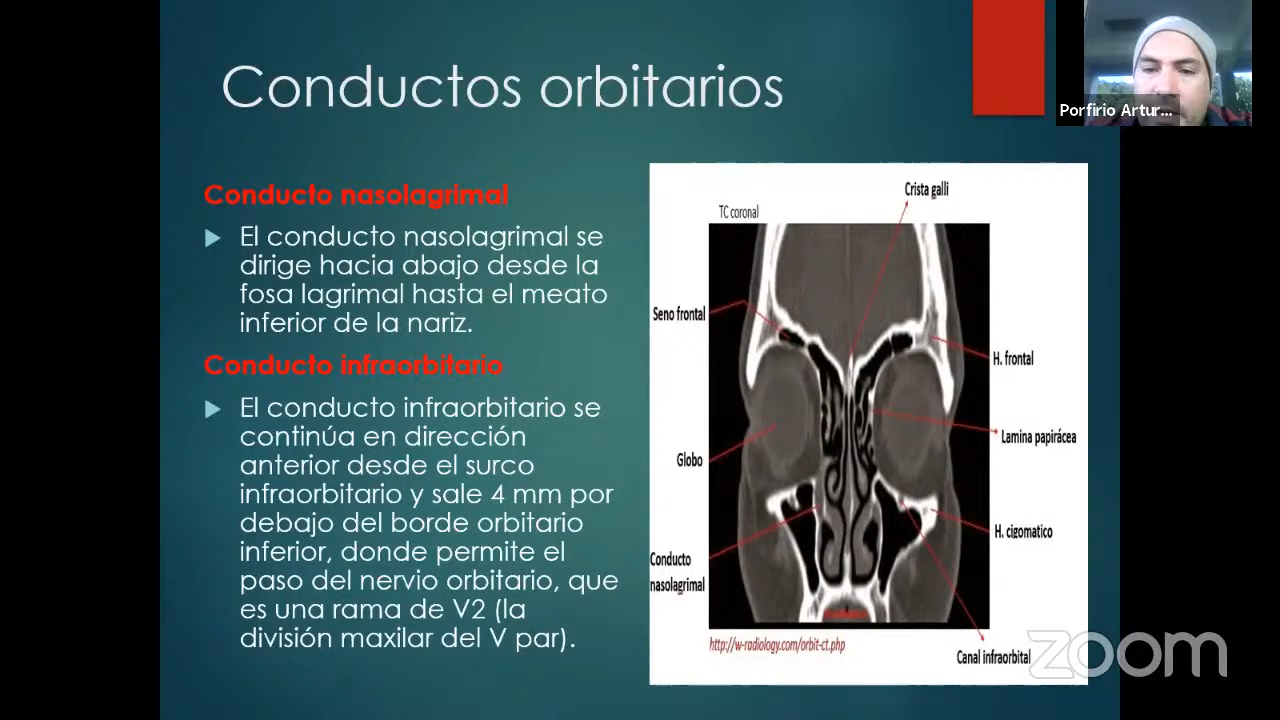 Conductos orbitarios
Porfirio Artur...
Conducto nasolagrimal
El conducto nasolagrimal se
dirige hacia abajo desde la
fosa lagrimal hasta el meato
inferior de la nariz.
Conducto infraorbitario
El conducto infraorbitario se
continúa en dirección
anterior desde el surco
infraorbitario y sale 4 mm por
debajo del borde orbitario
inferior, donde permite el
paso del nervio orbitario, que
es una rama de V2 (la
división maxilar del V par).
Crista galli
TC coronal
Seno frontal
H. frontal
Lamina papirácea
Globo
H. cigomatico
Conducto
nasolagrimal
http://w-radiology.com/orbit-ct.php
Canal infraorbital
zoom